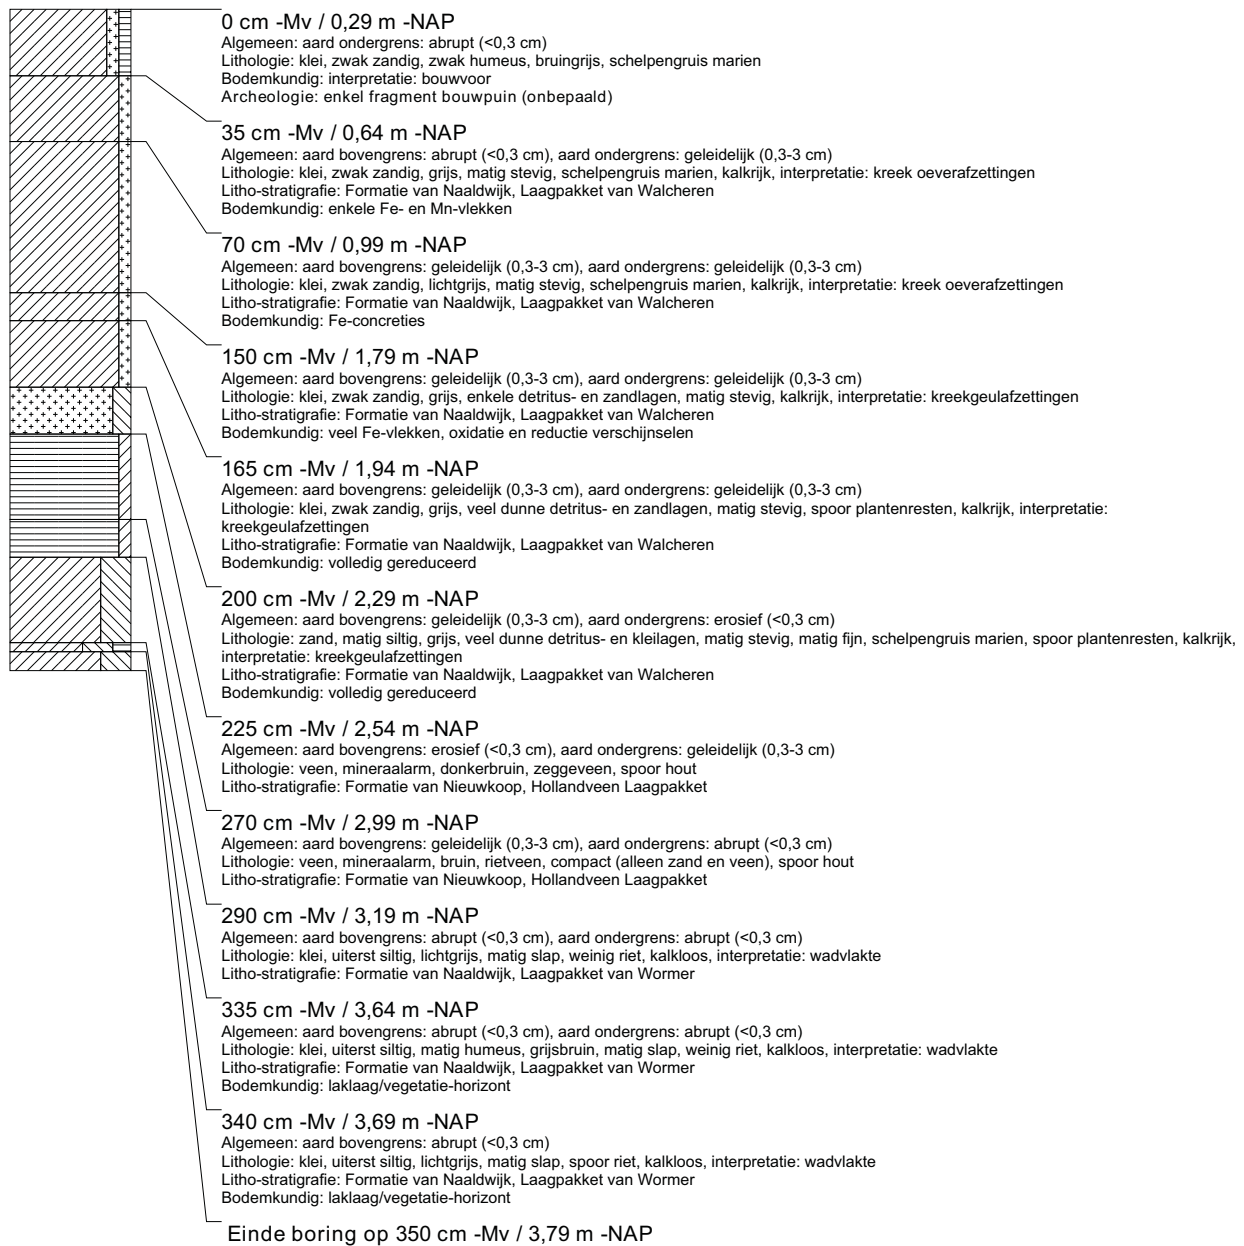 0 cm -Mv / 0,29 m -NAP
Algemeen: aard ondergrens: abrupt (<0,3 cm)
Lithologie: klei, zwak zandig, zwak humeus, bruingrijs, schelpengruis marien
Bodemkundig: interpretatie: bouwvoor
Archeologie: enkel fragment bouwpuin (onbepaald)
35 cm -Mv / 0,64 m -NAP
Algemeen: aard bovengrens: abrupt (<0,3 cm), aard ondergrens: geleidelijk (0,3-3 cm)
Lithologie: klei, zwak zandig, grijs, matig stevig, schelpengruis marien, kalkrijk, interpretatie: kreek oeverafzettingen
Litho-stratigrafie: Formatie van Naaldwijk, Laagpakket van Walcheren
Bodemkundig: enkele Fe- en Mn-vlekken
70 cm -Mv / 0,99 m -NAP
Algemeen: aard bovengrens: geleidelijk (0,3-3 cm), aard ondergrens: geleidelijk (0,3-3 cm)
Lithologie: klei, zwak zandig, lichtgrijs, matig stevig, schelpengruis marien, kalkrijk, interpretatie: kreek oeverafzettingen
Litho-stratigrafie: Formatie van Naaldwijk, Laagpakket van Walcheren
Bodemkundig: Fe-concreties
150 cm -Mv / 1,79 m -NAP
Algemeen: aard bovengrens: geleidelijk (0,3-3 cm), aard ondergrens: geleidelijk (0,3-3 cm)
Lithologie: klei, zwak zandig, grijs, enkele detritus- en zandlagen, matig stevig, kalkrijk, interpretatie: kreekgeulafzettingen
Litho-stratigrafie: Formatie van Naaldwijk, Laagpakket van Walcheren
Bodemkundig: veel Fe-vlekken, oxidatie en reductie verschijnselen
165 cm -Mv / 1,94 m -NAP
Algemeen: aard bovengrens: geleidelijk (0,3-3 cm), aard ondergrens: geleidelijk (0,3-3 cm)
Lithologie: klei, zwak zandig, grijs, veel dunne detritus- en zandlagen, matig stevig, spoor plantenresten, kalkrijk, interpretatie:
kreekgeulafzettingen
Litho-stratigrafie: Formatie van Naaldwijk, Laagpakket van Walcheren
Bodemkundig: volledig gereduceerd
200 cm -Mv / 2,29 m -NAP
Algemeen: aard bovengrens: geleidelijk (0,3-3 cm), aard ondergrens: erosief (<0,3 cm)
Lithologie: zand, matig siltig, grijs, veel dunne detritus- en kleilagen, matig stevig, matig fijn, schelpengruis marien, spoor plantenresten, kalkrijk,
interpretatie: kreekgeulafzettingen
Litho-stratigrafie: Formatie van Naaldwijk, Laagpakket van Walcheren
Bodemkundig: volledig gereduceerd
225 cm -Mv / 2,54 m -NAP
Algemeen: aard bovengrens: erosief (<0,3 cm), aard ondergrens: geleidelijk (0,3-3 cm)
Lithologie: veen, mineraalarm, donkerbruin, zeggeveen, spoor hout
Litho-stratigrafie: Formatie van Nieuwkoop, Hollandveen Laagpakket
270 cm -Mv / 2,99 m -NAP
Algemeen: aard bovengrens: geleidelijk (0,3-3 cm), aard ondergrens: abrupt (<0,3 cm)
Lithologie: veen, mineraalarm, bruin, rietveen, compact (alleen zand en veen), spoor hout
Litho-stratigrafie: Formatie van Nieuwkoop, Hollandveen Laagpakket
290 cm -Mv / 3,19 m -NAP
Algemeen: aard bovengrens: abrupt (<0,3 cm), aard ondergrens: abrupt (<0,3 cm)
Lithologie: klei, uiterst siltig, lichtgrijs, matig slap, weinig riet, kalkloos, interpretatie: wadvlakte
Litho-stratigrafie: Formatie van Naaldwijk, Laagpakket van Wormer
335 cm -Mv / 3,64 m -NAP
Algemeen: aard bovengrens: abrupt (<0,3 cm), aard ondergrens: abrupt (<0,3 cm)
Lithologie: klei, uiterst siltig, matig humeus, grijsbruin, matig slap, weinig riet, kalkloos, interpretatie: wadvlakte
Litho-stratigrafie: Formatie van Naaldwijk, Laagpakket van Wormer
Bodemkundig: laklaag/vegetatie-horizont
340 cm -Mv / 3,69 m -NAP
Algemeen: aard bovengrens: abrupt (<0,3 cm)
Lithologie: klei, uiterst siltig, lichtgrijs, matig slap, spoor riet, kalkloos, interpretatie: wadvlakte
Litho-stratigrafie: Formatie van Naaldwijk, Laagpakket van Wormer
Bodemkundig: laklaag/vegetatie-horizont
Einde boring op 350 cm -Mv / 3,79 m -NAP